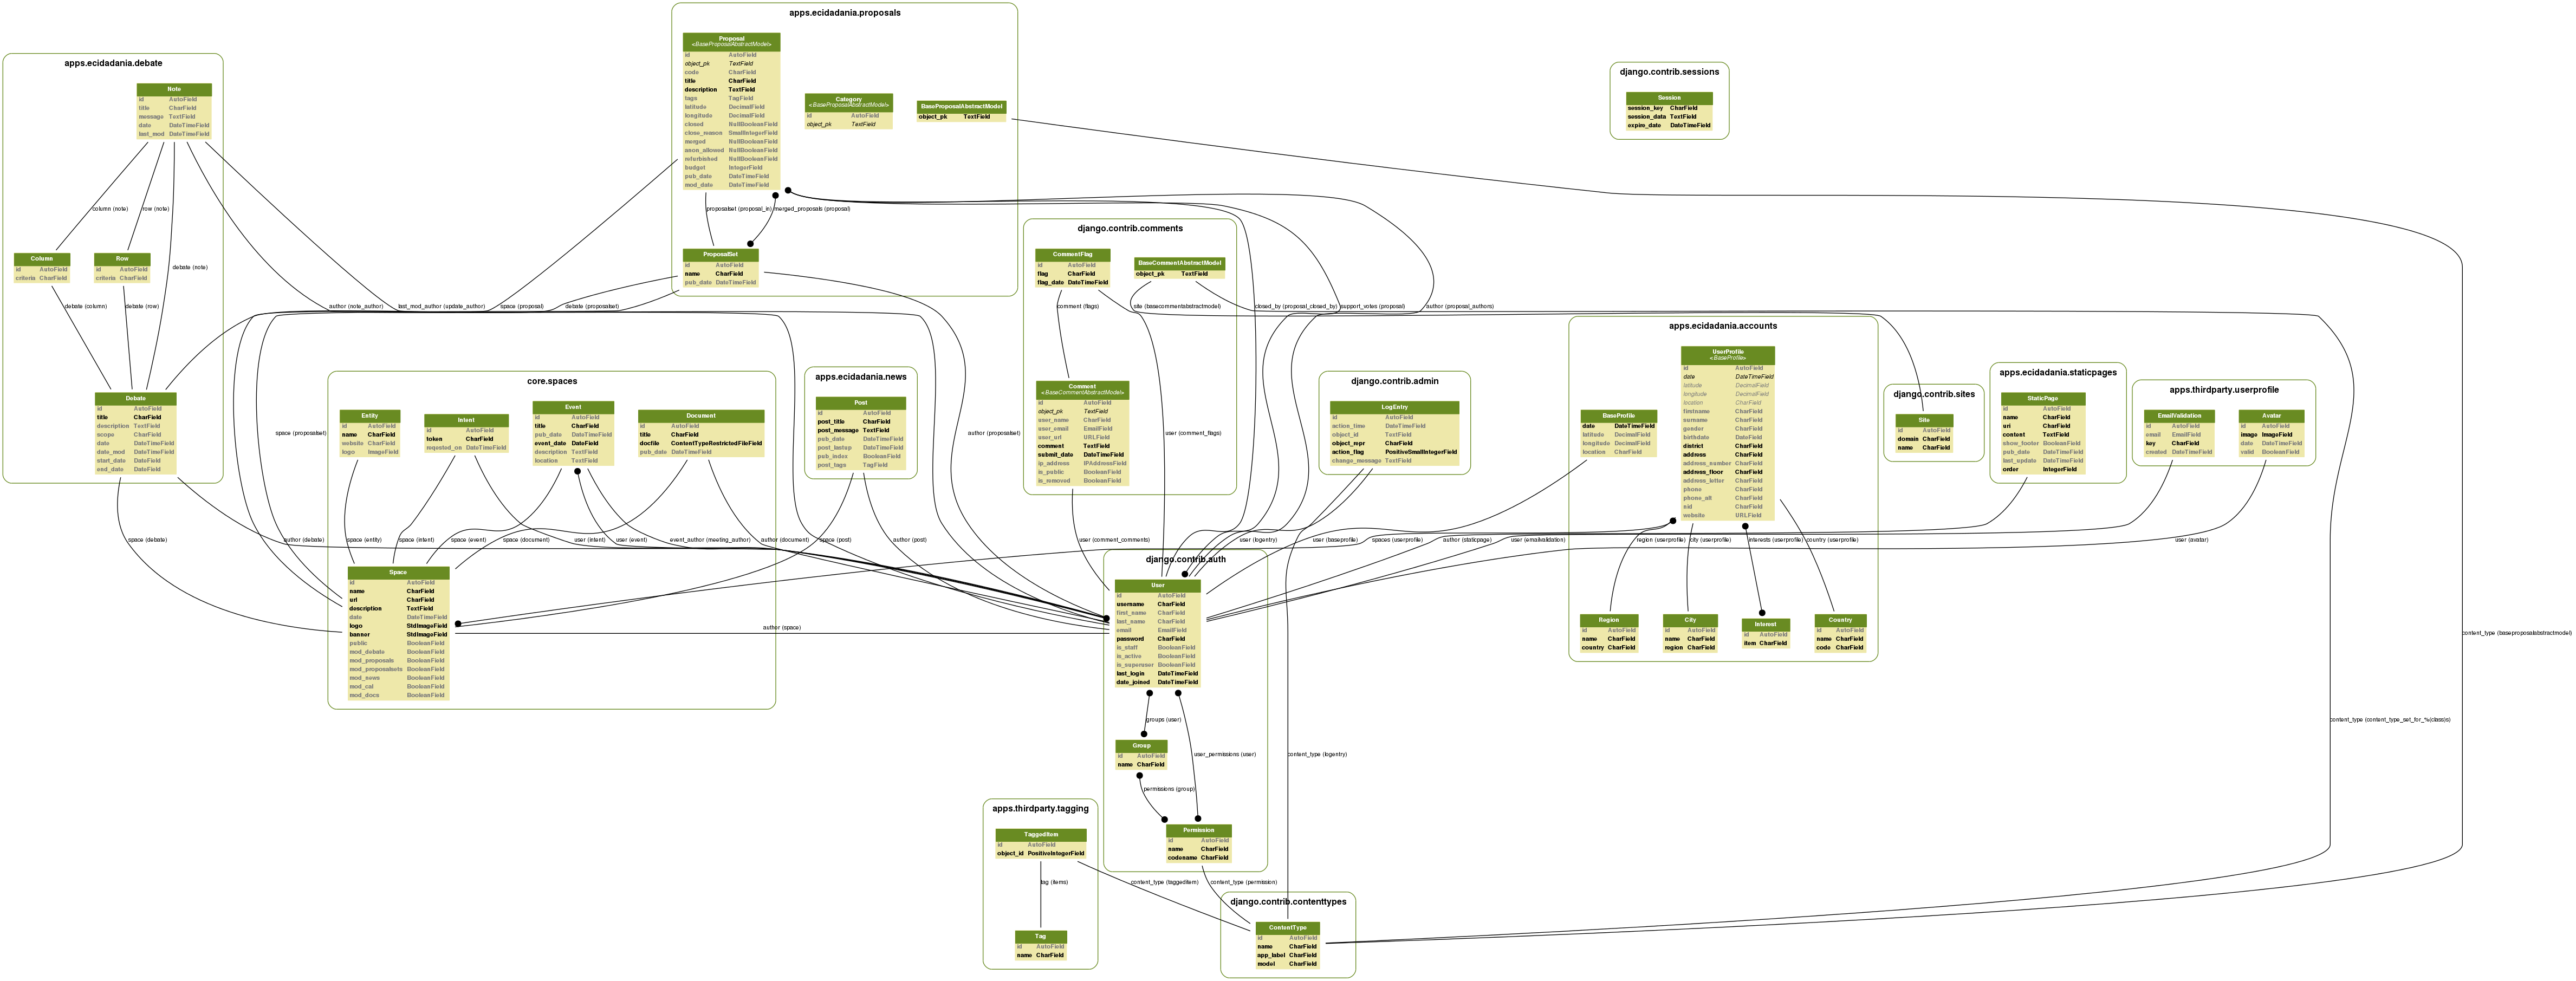 apps.ecidadania.proposals
Proposal
<BaseProposalAbstractModel>
id AutoField
object_pk TextField
code CharField
title CharField
description TextField
tags TagField
latitude DecimalField
longitude DecimalField
closed NullBooleanField
close_reason SmallIntegerField
merged NullBooleanField
anon_allowed NullBooleanField
refurbished NullBooleanField
budget IntegerField
pub_date DateTimeField
mod_date DateTimeField
Category
<BaseProposalAbstractModel>
id AutoField
object_pk TextField
BaseProposalAbstractModel
object_pk TextField
proposalset (proposal_in)
merged_proposals (proposal)
ProposalSet
id AutoField
name CharField
pub_date DateTimeField
apps.ecidadania.debate
Note
id AutoField
title CharField
message TextField
date DateTimeField
last_mod DateTimeField
column (note)
row (note)
debate (note)
Column
id AutoField
criteria CharField
Row
id AutoField
criteria CharField
debate (column)
debate (row)
Debate
id AutoField
title CharField
description TextField
scope CharField
date DateTimeField
date_mod DateTimeField
start_date DateField
end_date DateField
django.contrib.sessions
Session
session_key CharField
session_data TextField
expire_date DateTimeField
author (note_author)
last_mod_author (update_author)
space (proposal)
debate (proposalset)
django.contrib.comments
CommentFlag
id AutoField
flag CharField
flag_date DateTimeField
BaseCommentAbstractModel
object_pk TextField
comment (flags)
site (basecommentabstractmodel)
closed_by (proposal_closed_by)
support_votes (proposal)
author (proposal_authors)
Comment
<BaseCommentAbstractModel>
id AutoField
object_pk TextField
user_name CharField
user_email EmailField
user_url URLField
comment TextField
submit_date DateTimeField
ip_address IPAddressField
is_public BooleanField
is_removed BooleanField
space (proposalset)
author (proposalset)
user (comment_flags)
core.spaces
Entity
id AutoField
name CharField
website CharField
logo ImageField
Intent
id AutoField
token CharField
requested_on DateTimeField
Event
id AutoField
title CharField
pub_date DateTimeField
event_date DateField
description TextField
location TextField
Document
id AutoField
title CharField
docfile ContentTypeRestrictedFileField
pub_date DateTimeField
apps.ecidadania.news
Post
id AutoField
post_title CharField
post_message TextField
pub_date DateTimeField
post_lastup DateTimeField
pub_index BooleanField
post_tags TagField
django.contrib.admin
LogEntry
id AutoField
action_time DateTimeField
object_id TextField
object_repr CharField
action_flag PositiveSmallIntegerField
change_message TextField
apps.ecidadania.accounts
BaseProfile
date DateTimeField
latitude DecimalField
longitude DecimalField
location CharField
UserProfile
<BaseProfile>
id AutoField
date DateTimeField
latitude DecimalField
longitude DecimalField
location CharField
firstname CharField
surname CharField
gender CharField
birthdate DateField
district CharField
address CharField
address_number CharField
address_floor CharField
address_letter CharField
phone CharField
phone_alt CharField
nid CharField
website URLField
django.contrib.sites
Site
id AutoField
domain CharField
name CharField
apps.ecidadania.staticpages
StaticPage
id AutoField
name CharField
uri CharField
content TextField
show_footer BooleanField
pub_date DateTimeField
last_update DateTimeField
order IntegerField
apps.thirdparty.userprofile
EmailValidation
id AutoField
email EmailField
key CharField
created DateTimeField
Avatar
id AutoField
image ImageField
date DateTimeField
valid BooleanField
space (debate)
author (debate)
space (entity)
space (intent)
space (event)
space (document)
user (intent)
user (event)
event_author (meeting_author)
author (document)
space (post)
author (post)
user (comment_comments)
user (logentry)
user (baseprofile)
spaces (userprofile)
author (staticpage)
user (emailvalidation)
region (userprofile)
city (userprofile)
interests (userprofile)
country (userprofile)
user (avatar)
Space
id AutoField
name CharField
url CharField
description TextField
date DateTimeField
logo StdImageField
banner StdImageField
public BooleanField
mod_debate BooleanField
mod_proposals BooleanField
mod_proposalsets BooleanField
mod_news BooleanField
mod_cal BooleanField
mod_docs BooleanField
author (space)
django.contrib.auth
User
id AutoField
username CharField
first_name CharField
last_name CharField
email EmailField
password CharField
is_staff BooleanField
is_active BooleanField
is_superuser BooleanField
last_login DateTimeField
date_joined DateTimeField
Region
id AutoField
name CharField
country CharField
City
id AutoField
name CharField
region CharField
Interest
id AutoField
item CharField
Country
id AutoField
name CharField
code CharField
content_type (baseproposalabstractmodel)
groups (user)
content_type (content_type_set_for_%(class)s)
Group
id AutoField
name CharField
user_permissions (user)
content_type (logentry)
permissions (group)
Permission
id AutoField
name CharField
codename CharField
apps.thirdparty.tagging
TaggedItem
id AutoField
object_id PositiveIntegerField
tag (items)
content_type (taggeditem)
content_type (permission)
Tag
id AutoField
name CharField
django.contrib.contenttypes
ContentType
id AutoField
name CharField
app_label CharField
model CharField